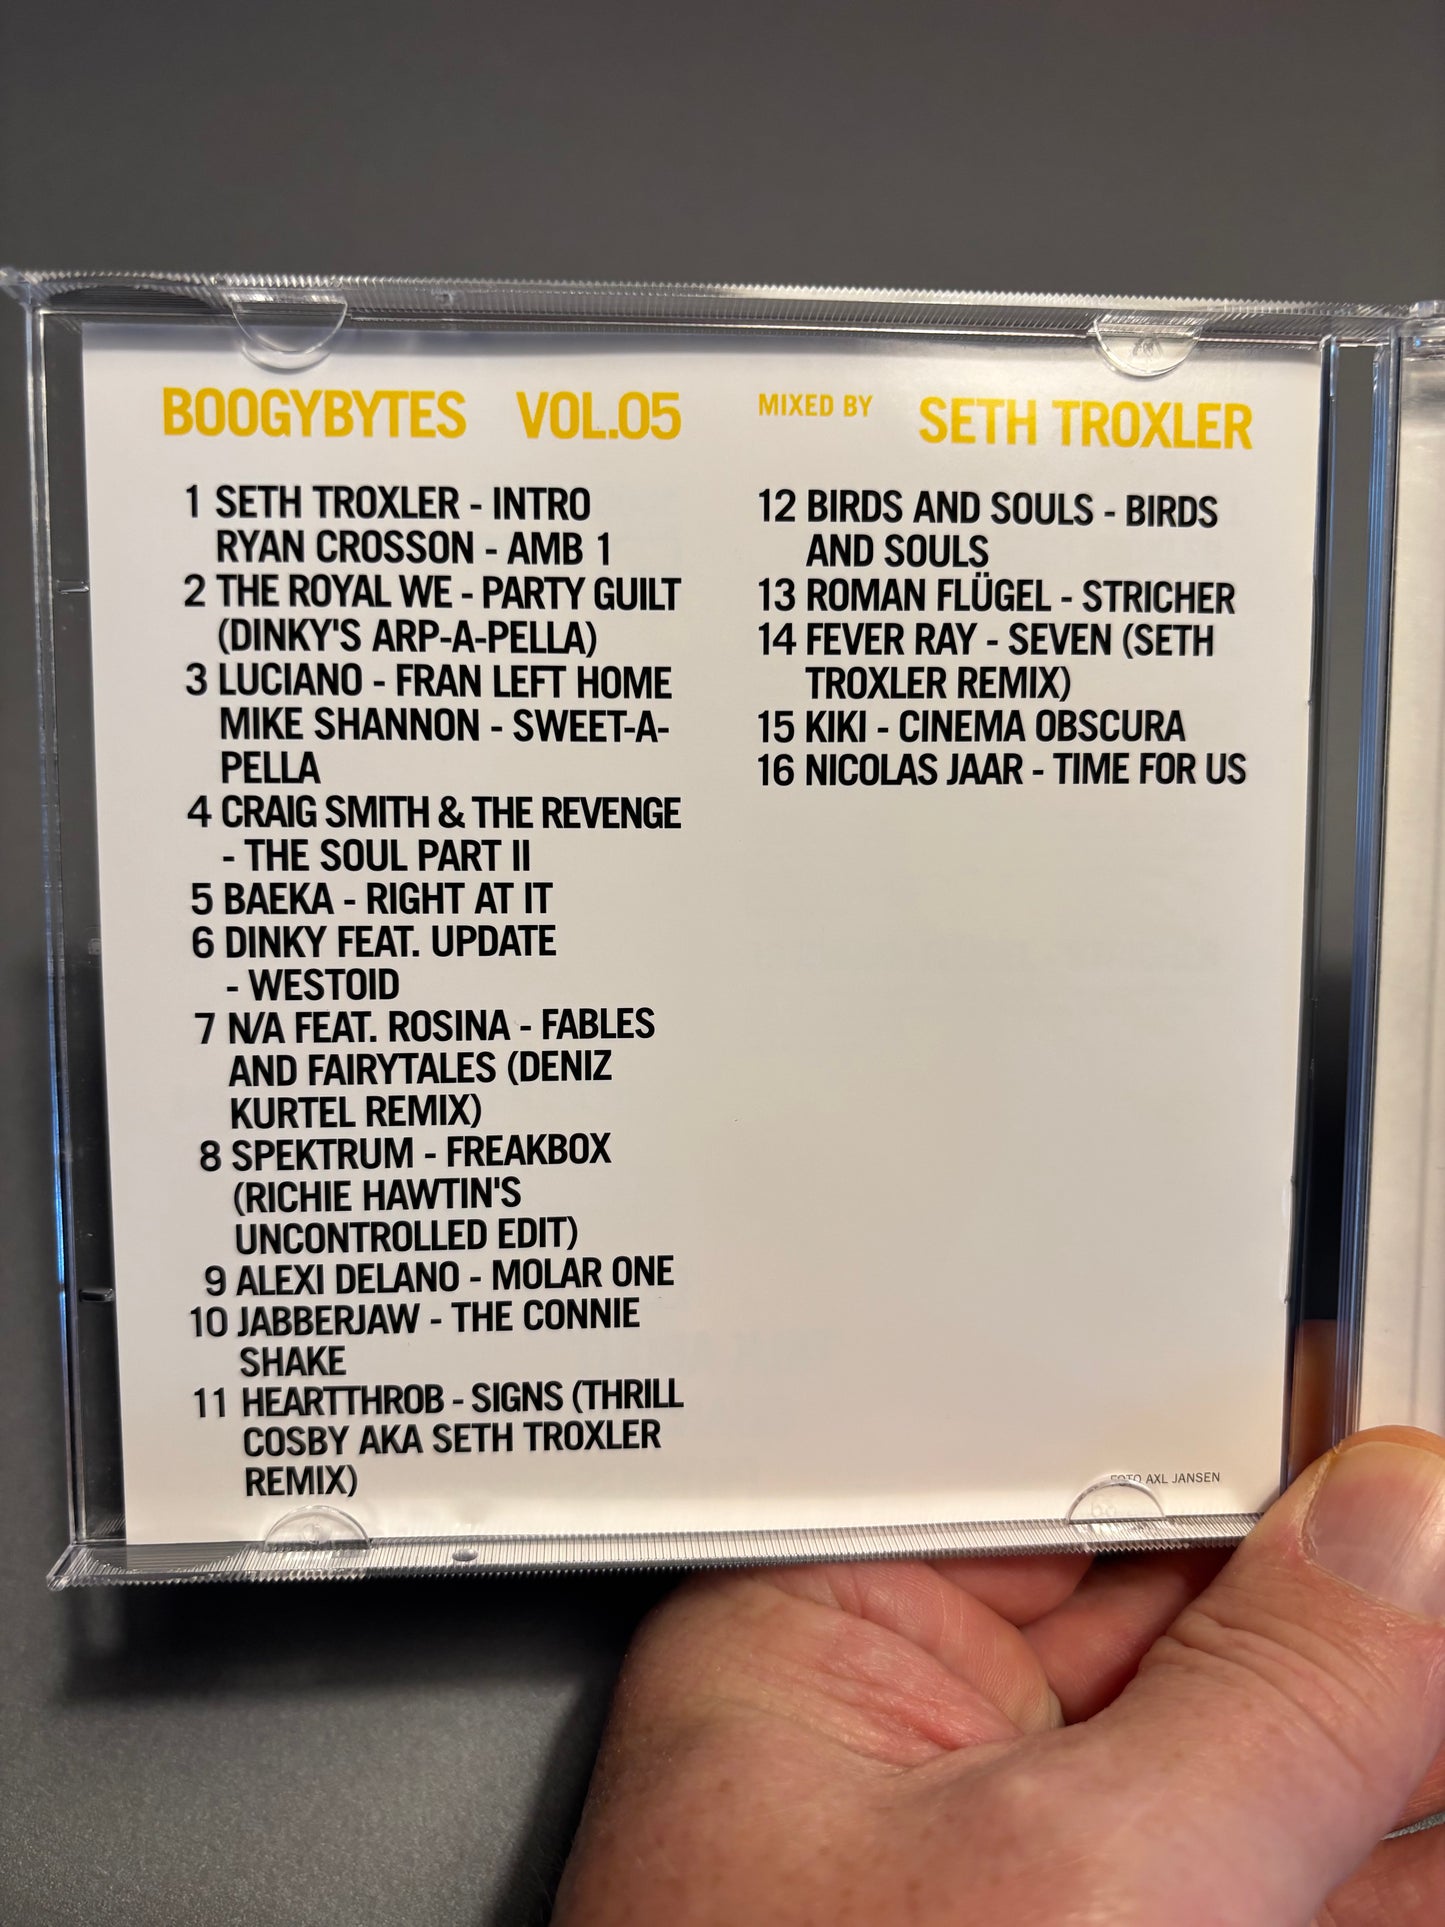 BOOGYBYTES VOL.05 MIXED BY SETH TROXLER
1 SETH TROXLER - INTRO
RYAN CROSSON - AMB 1
2 THE ROYAL WE - PARTY GUILT
(DINKY'S ARP-A-PELLA)
3 LUCIANO - FRAN LEFT HOME
MIKE SHANNON - SWEET-A-
PELLA
4 CRAIG SMITH & THE REVENGE
- THE SOUL PART II
5 BAEKA - RIGHT AT IT
6 DINKY FEAT. UPDATE
- WESTOID
7 N/A FEAT. ROSINA - FABLES
AND FAIRYTALES (DENIZ
KURTEL REMIX)
8 SPEKTRUM - FREAKBOX
(RICHIE HAWTIN'S
UNCONTROLLED EDIT)
9 ALEXI DELANO - MOLAR ONE
10 JABBERJAW - THE CONNIE
SHAKE
11 HEARTTHROB - SIGNS (THRILL
COSBY AKA SETH TROXLER
REMIX)
12 BIRDS AND SOULS - BIRDS
AND SOULS
13 ROMAN FLÜGEL - STRICHER
14 FEVER RAY - SEVEN (SETH
TROXLER REMIX)
15 KIKI - CINEMA OBSCURA
16 NICOLAS JAAR - TIME FOR US
FOTO AXL JANSEN